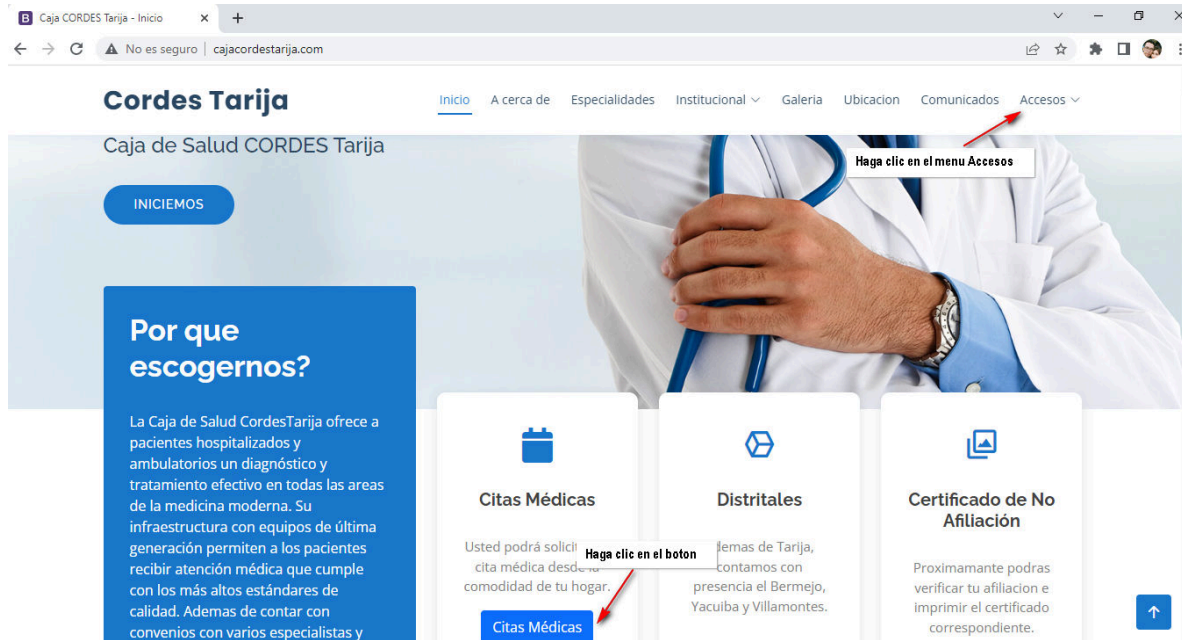 Caja CORDES Tarija - Inicio
No es seguro | cajacordestarija.com
Cordes Tarija
Inicio A cerca de Especialidades Institucional Galeria Ubicacion Comunicados Accesos
Caja de Salud CORDES Tarija
Haga clic en el menu Accesos
INICIEMOS
Por que
escogernos?
La Caja de Salud CordesTarija ofrece a
pacientes hospitalizados y
ambulatorios un diagnóstico y
tratamiento efectivo en todas las areas
de la medicina moderna. Su
infraestructura con equipos de última
generación permiten a los pacientes
recibir atención médica que cumple
con los más altos estándares de
calidad. Ademas de contar con
convenios con varios especialistas y
Citas Médicas
Usted podrá
cita médica
comodidad de tu hogar.
Haga clic en el boton
Citas Médicas
Distritales
de Tarija,
contamos con
presencia el Bermejo,
Yacuiba y Villamontes.
Certificado de No
Afiliación
Proximamante podras
verificar tu afiliacion e
imprimir el certificado
correspondiente.